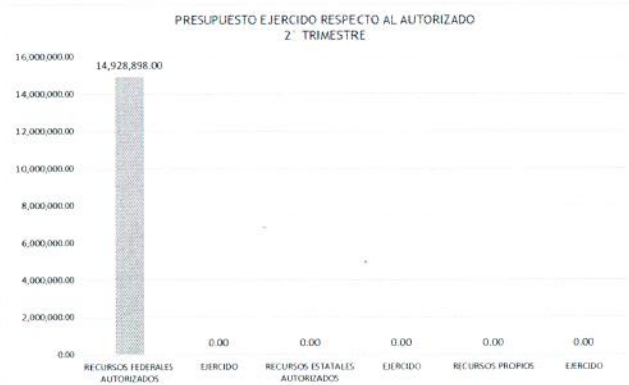 PRESUPUESTO EJERCIDO RESPECTO AL AUTORIZADO
2° TRIMESTRE
16,000,000.00
14,928,898.00
14,000,000.00
12,000,000.00
10,000,000.00
8,000,000.00
6,000,000.00
4,000,000.00
2,000,000.00
0.00
0.00
0.00
0.00
0.00
0.00
RECURSOS FEDERALES
AUTORIZADOS
EJERCIDO
RECURSOS ESTATALES
AUTORIZADOS
EJERCIDO
RECURSOS PROPIOS
EJERCIDO